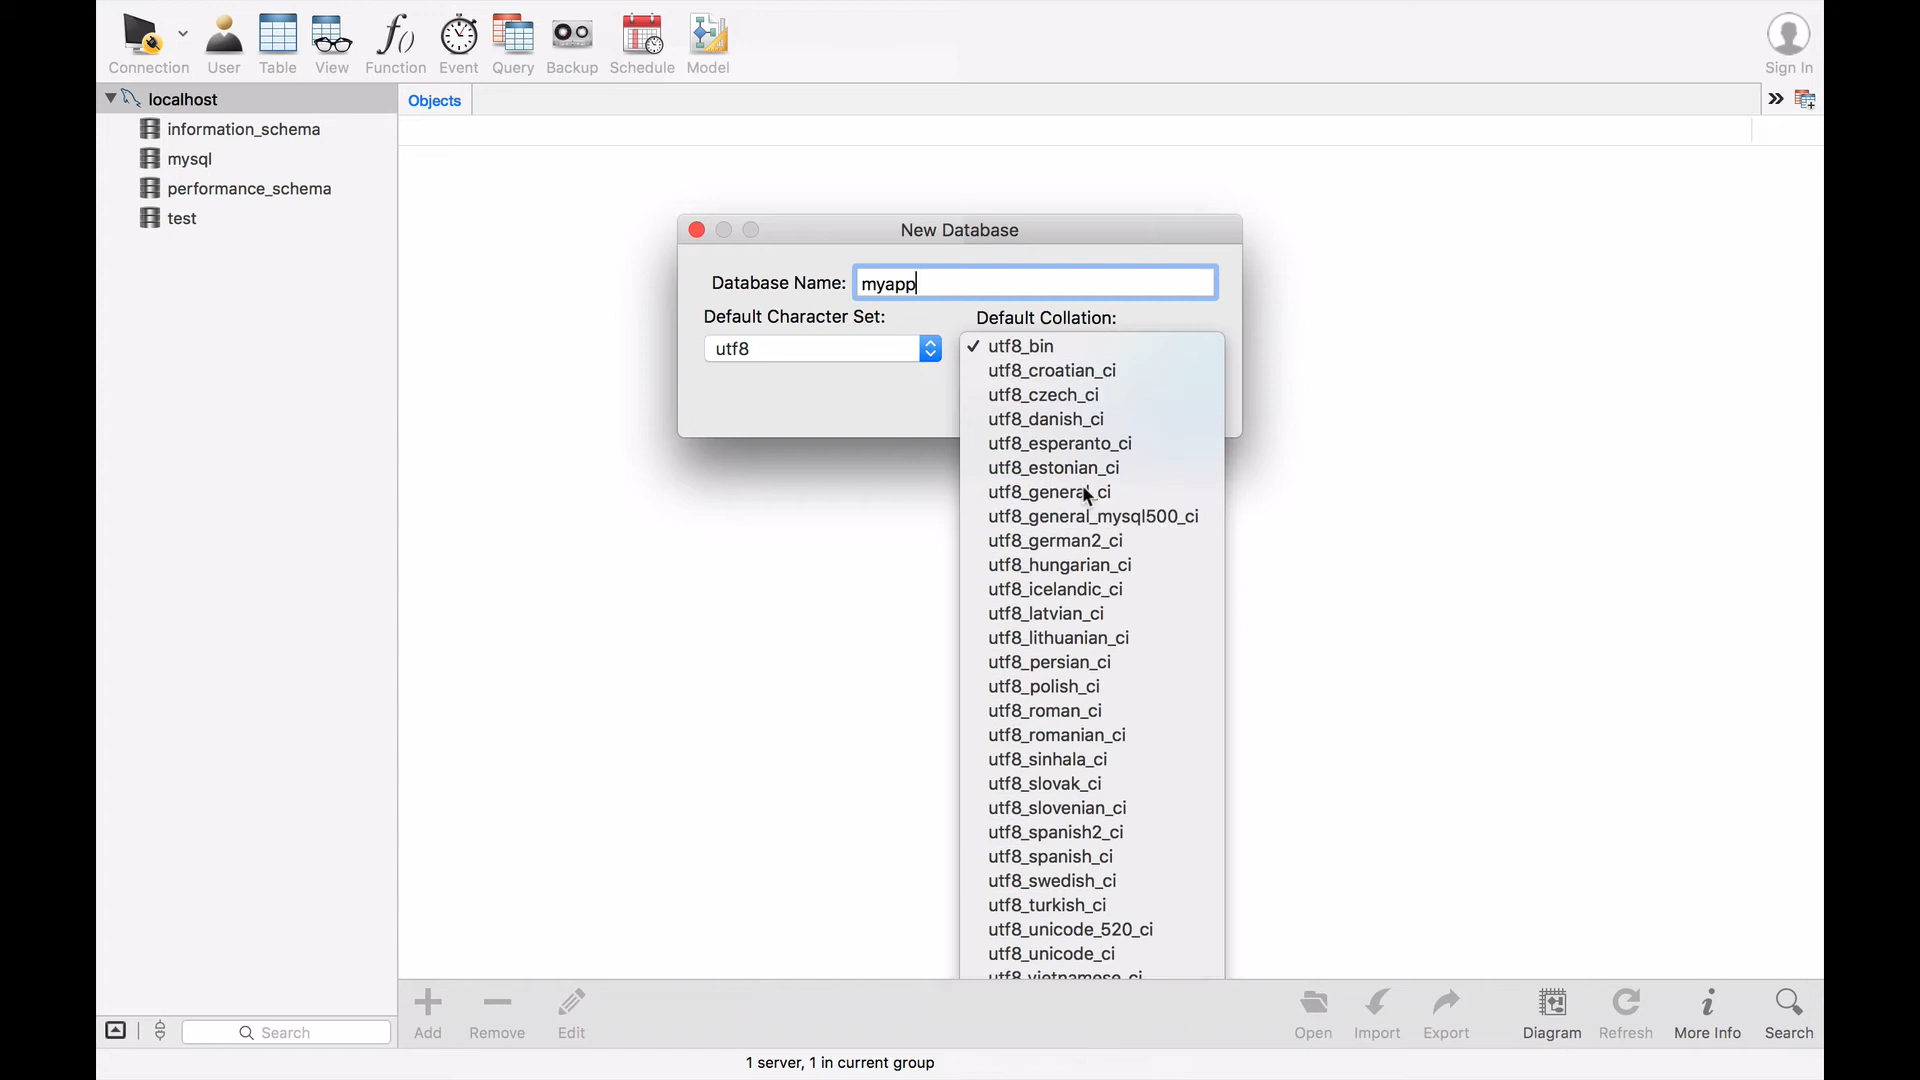 Connection User Table View Function Event Query Backup Schedule Model Sign In
localhost
information_schema
mysql
performance_schema
test
Objects
New Database
Database Name: myapp
Default Character Set: Default Collation:
utf8
utf8_bin
utf8_croatian_ci
utf8_czech_ci
utf8_danish_ci
utf8_esperanto_ci
utf8_estonian_ci
utf8_general_ci
utf8_general_mysql500_ci
utf8_german2_ci
utf8_hungarian_ci
utf8_icelandic_ci
utf8_latvian_ci
utf8_lithuanian_ci
utf8_persian_ci
utf8_polish_ci
utf8_roman_ci
utf8_romanian_ci
utf8_sinhala_ci
utf8_slovak_ci
utf8_slovenian_ci
utf8_spanish2_ci
utf8_spanish_ci
utf8_swedish_ci
utf8_turkish_ci
utf8_unicode_520_ci
utf8_unicode_ci
utf8_vietnamese_ci
Search Add Remove Edit Open Import Export Diagram Refresh More Info Search
1 server, 1 in current group